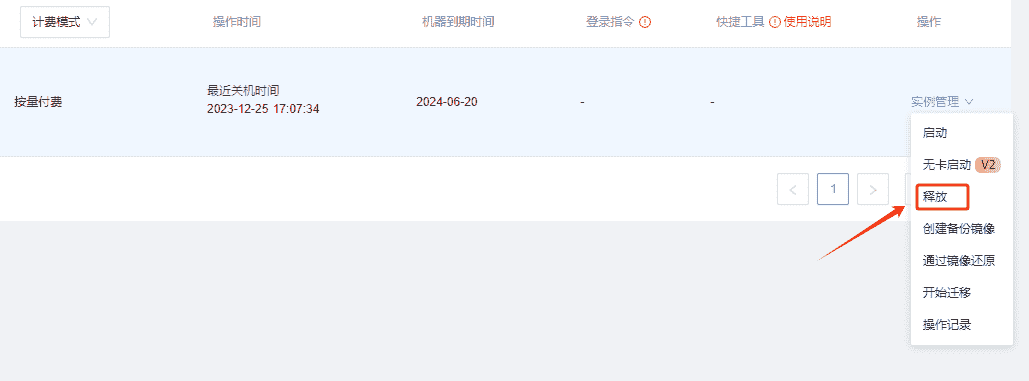 计费模式
操作时间
机器到期时间
登录指令
快捷工具 使用说明
操作
按量付费
最近关机时间
2023-12-25 17:07:34
2024-06-20
-
-
实例管理
启动
无卡启动 V2
释放
创建备份镜像
通过镜像还原
开始迁移
操作记录
< 1 >